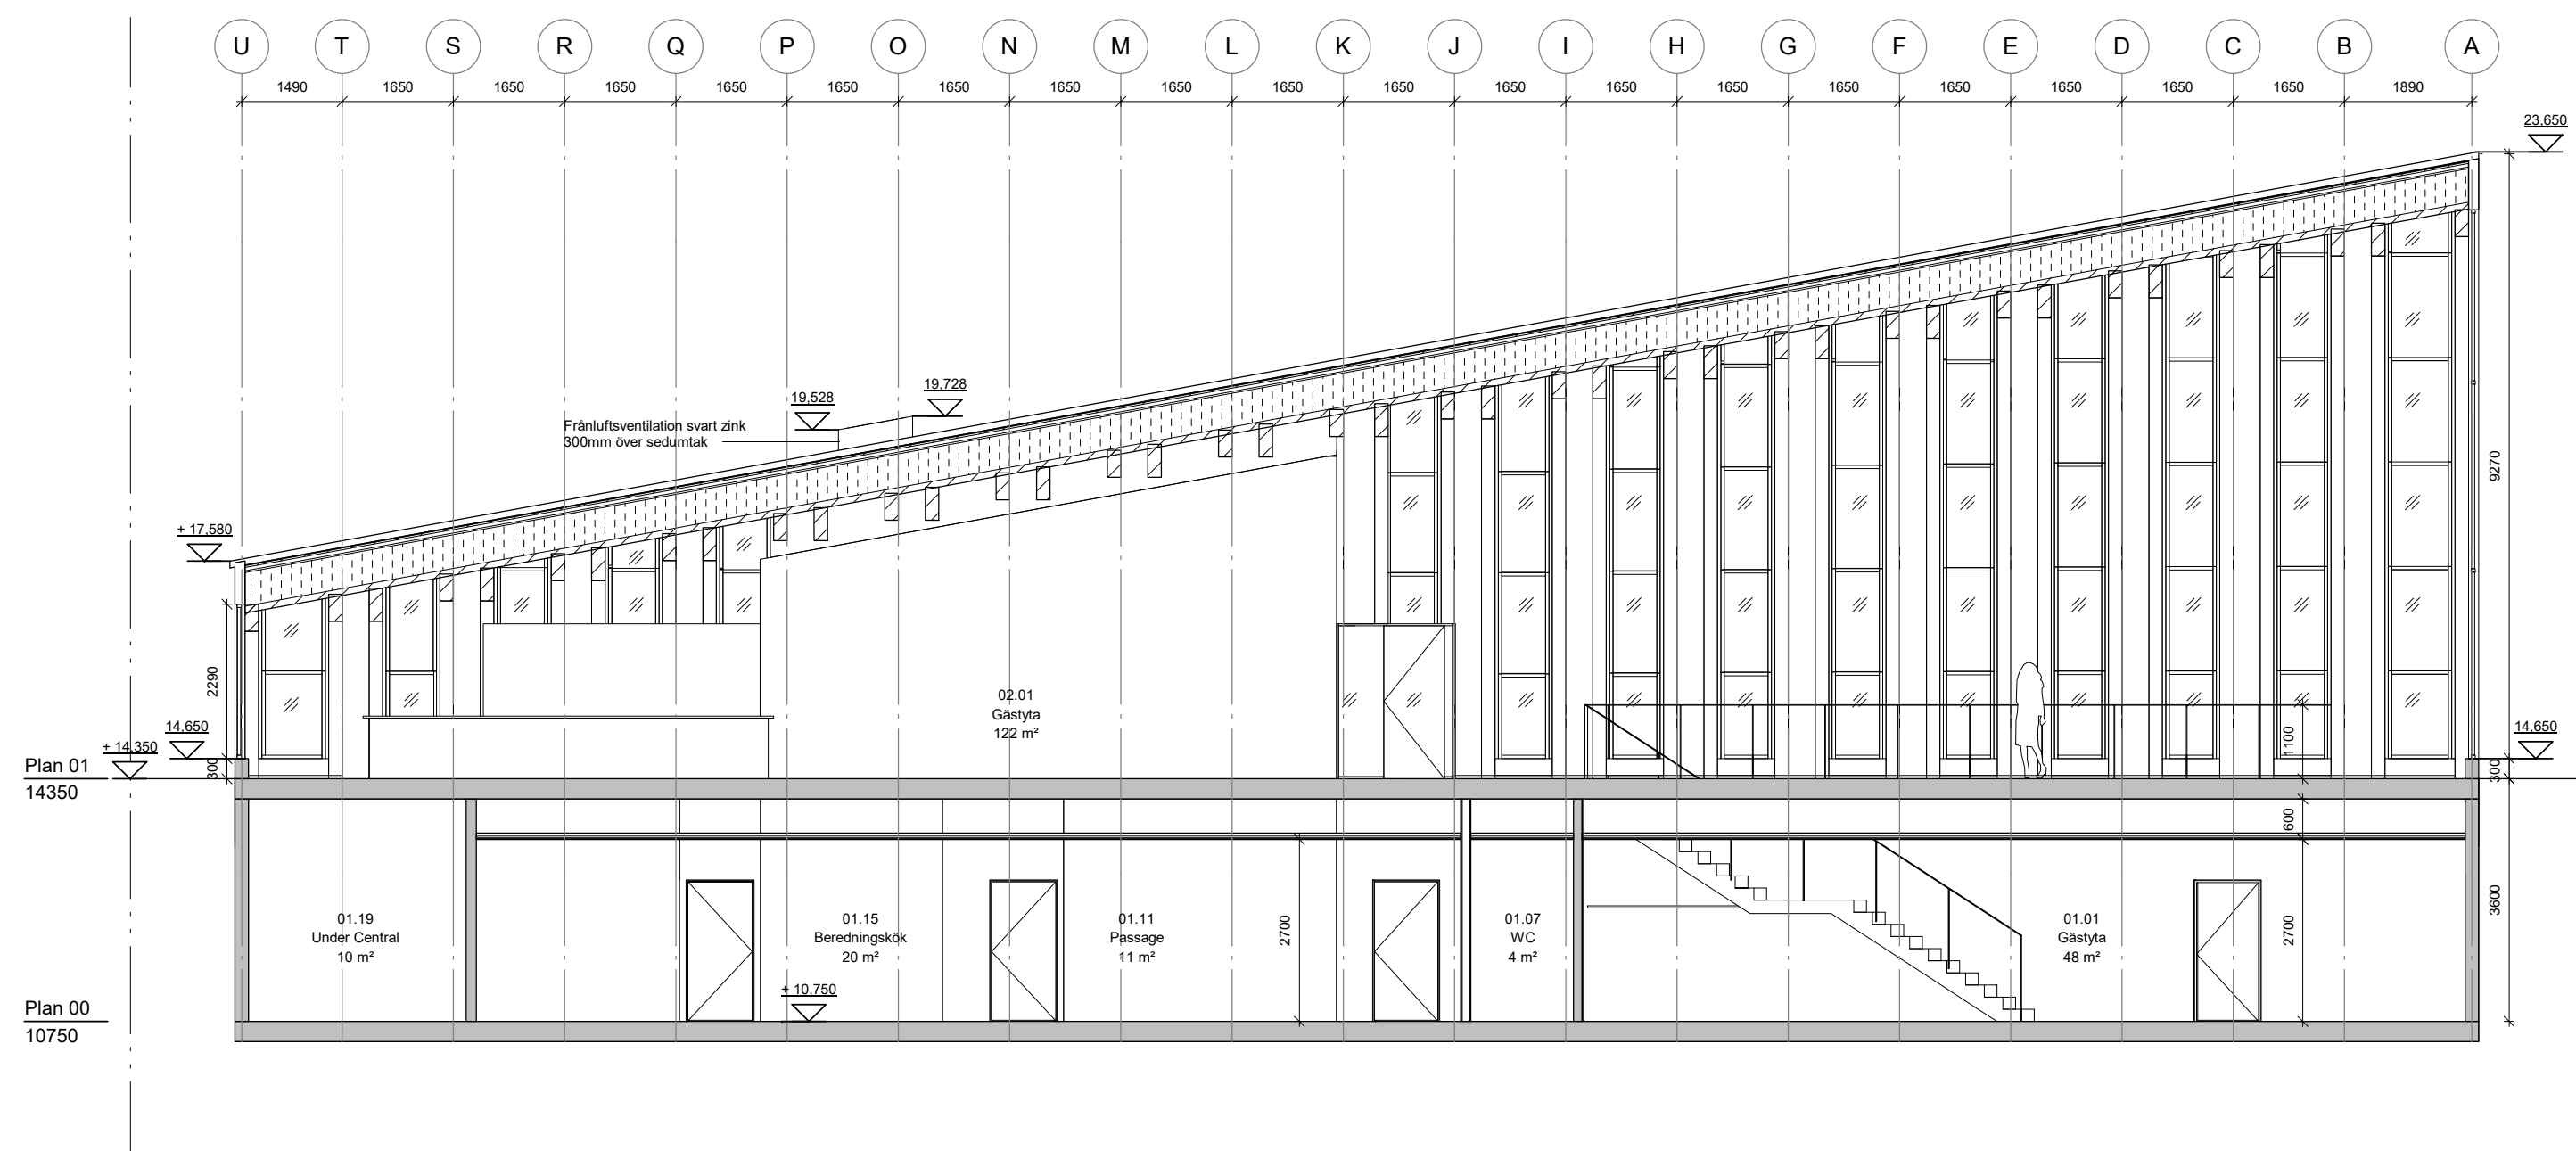 U T S R Q P O N M L K J I H G F E D C B A
1490 1650 1650 1650 1650 1650 1650 1650 1650 1650 1650 1650 1650 1650 1650 1650 1650 1650 1650 1890
23,650
19,728
19,528
Frånluftsventilation svart zink
300mm över sedumtak
+ 17,580
9270
2290
02.01
Gästyta
122 m²
14,650
14,650
+ 14,350
1100
300
300
Plan 01
14350
600
3600
2700
2700
01.19
Under Central
10 m²
01.15
Beredningskök
20 m²
01.11
Passage
11 m²
01.07
WC
4 m²
01.01
Gästyta
48 m²
+ 10,750
Plan 00
10750